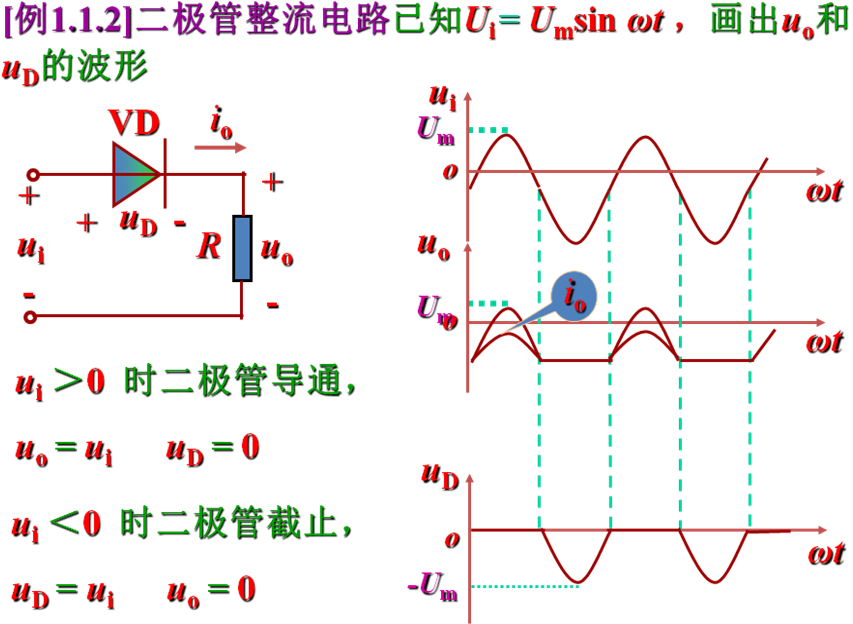 [例1.1.2]二极管整流电路已知Ui= Umsin ωt ，画出uo和
uD的波形
VD
io
+
+
uD
-
+
ui
R
uo
-
-
ui ＞0 时二极管导通，
uo = ui uD = 0
ui ＜0 时二极管截止，
uD = ui uo = 0
ui
Um
o
ωt
uo
io
Um
o
ωt
uD
o
ωt
-Um